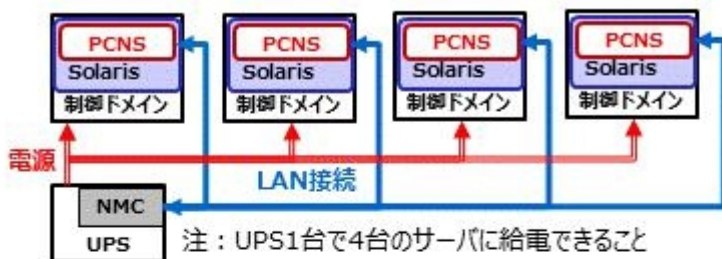 PCNS
Solaris
制御ドメイン
PCNS
Solaris
制御ドメイン
PCNS
Solaris
制御ドメイン
PCNS
Solaris
制御ドメイン
電源
LAN接続
NMC
UPS
注：UPS1台で4台のサーバに給電できること